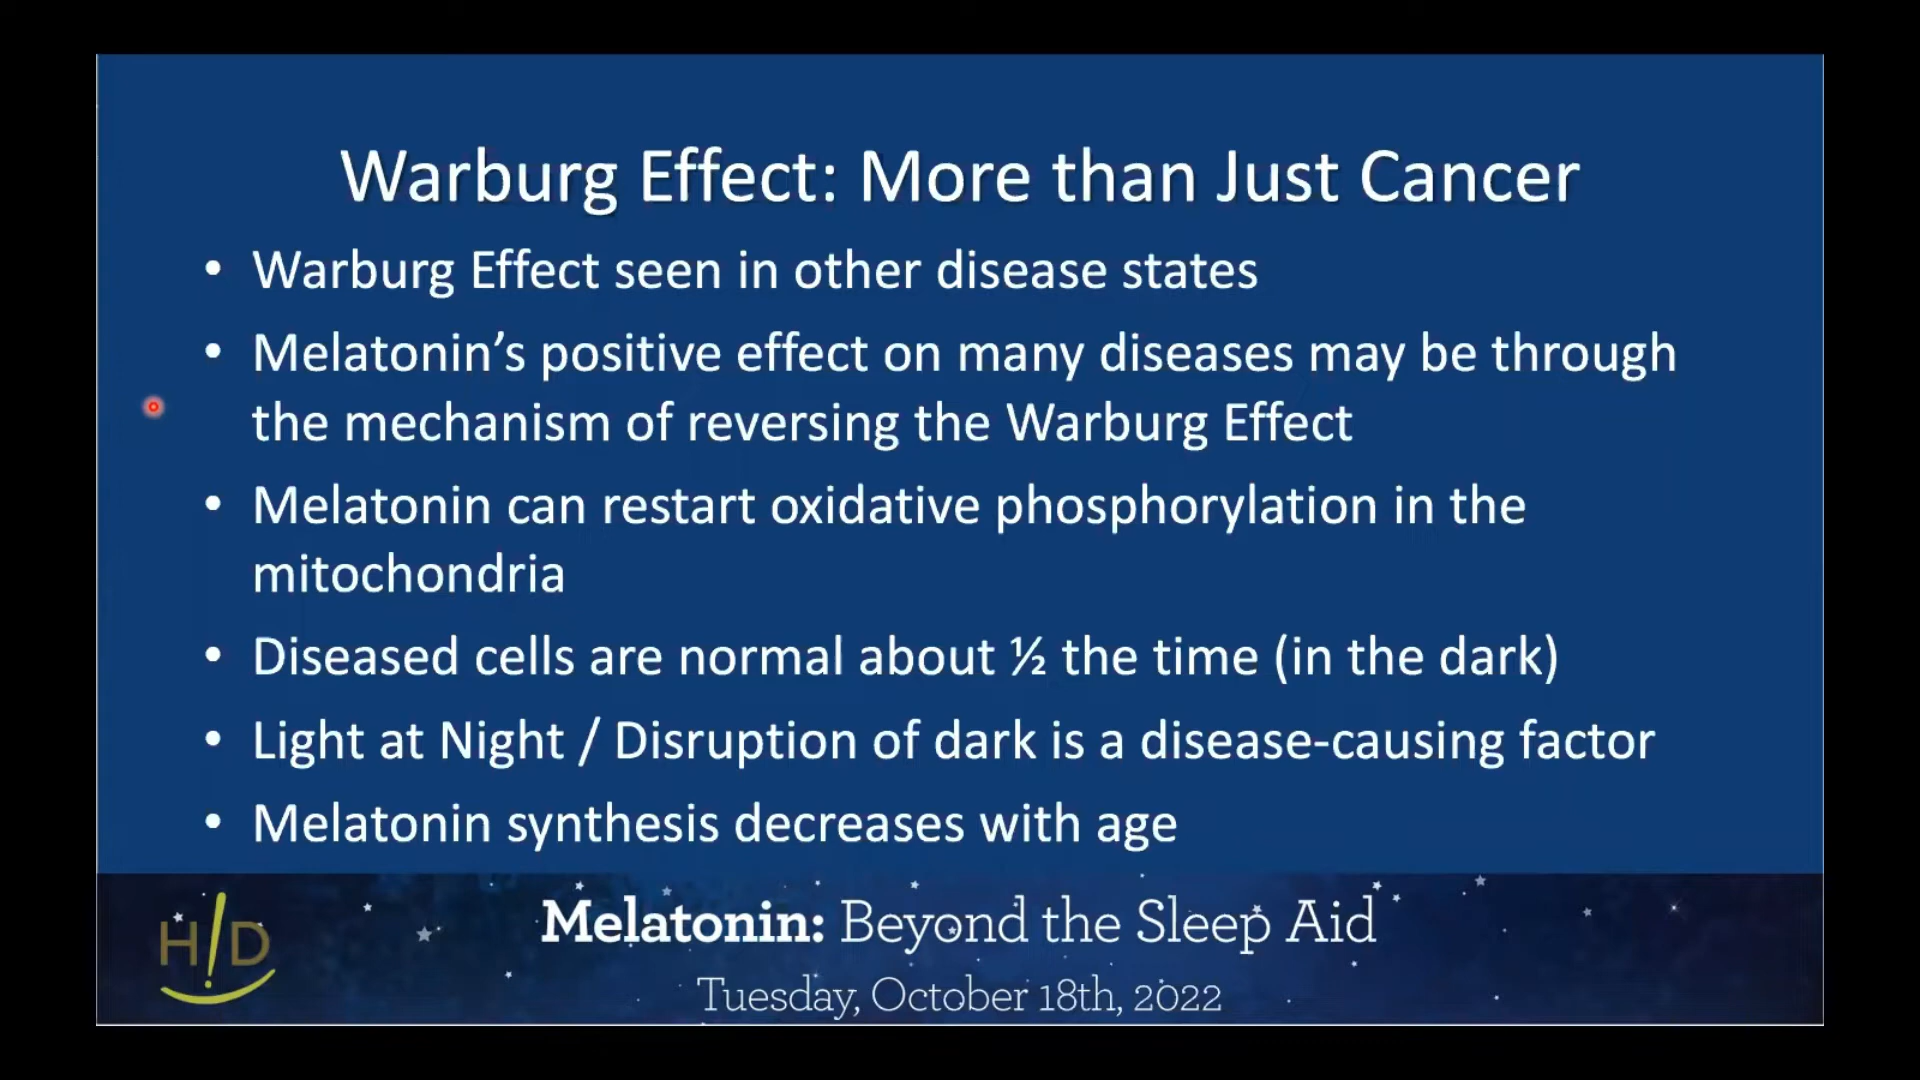 Warburg Effect: More than Just Cancer
• Warburg Effect seen in other disease states
• Melatonin’s positive effect on many diseases may be through
the mechanism of reversing the Warburg Effect
• Melatonin can restart oxidative phosphorylation in the
mitochondria
• Diseased cells are normal about ½ the time (in the dark)
• Light at Night / Disruption of dark is a disease-causing factor
• Melatonin synthesis decreases with age
H!D
Melatonin: Beyond the Sleep Aid
Tuesday, October 18th, 2022